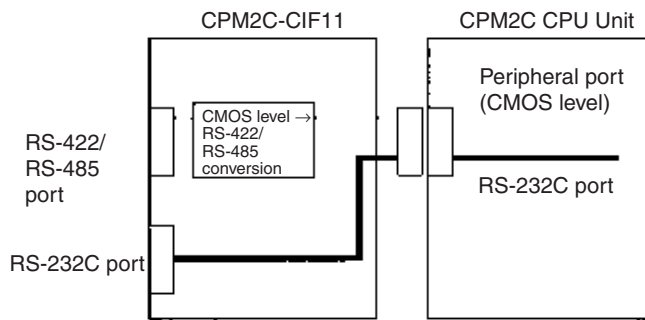 CPM2C-CIF11
CPM2C CPU Unit
Peripheral port
(CMOS level)
CMOS level →
RS-422/
RS-485
conversion
RS-422/
RS-485
port
RS-232C port
RS-232C port